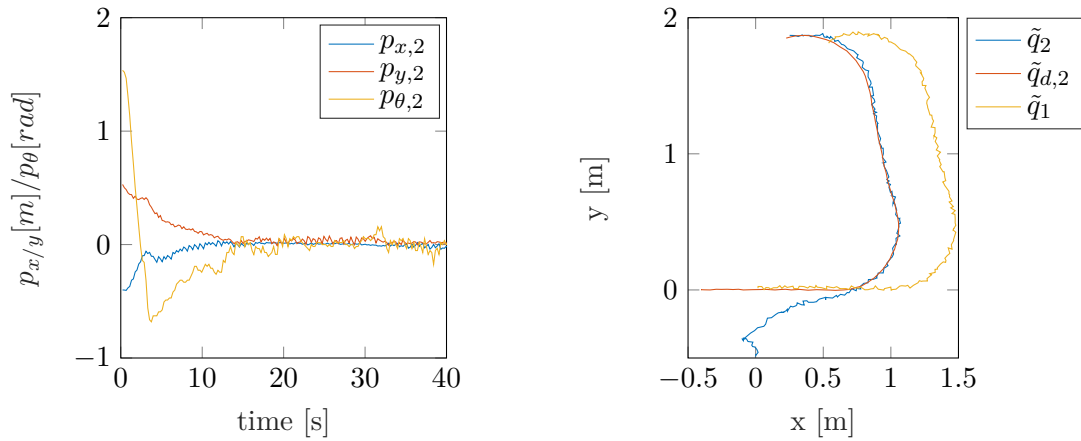 2
1
0
−1
0
10
20
30
40
time [s]
p_{x/y}[m]/p_θ[rad]
p_{x,2}
p_{y,2}
p_{θ,2}
2
1
0
−0.5
0
0.5
1
1.5
x [m]
y [m]
q̃_2
q̃_{d,2}
q̃_1